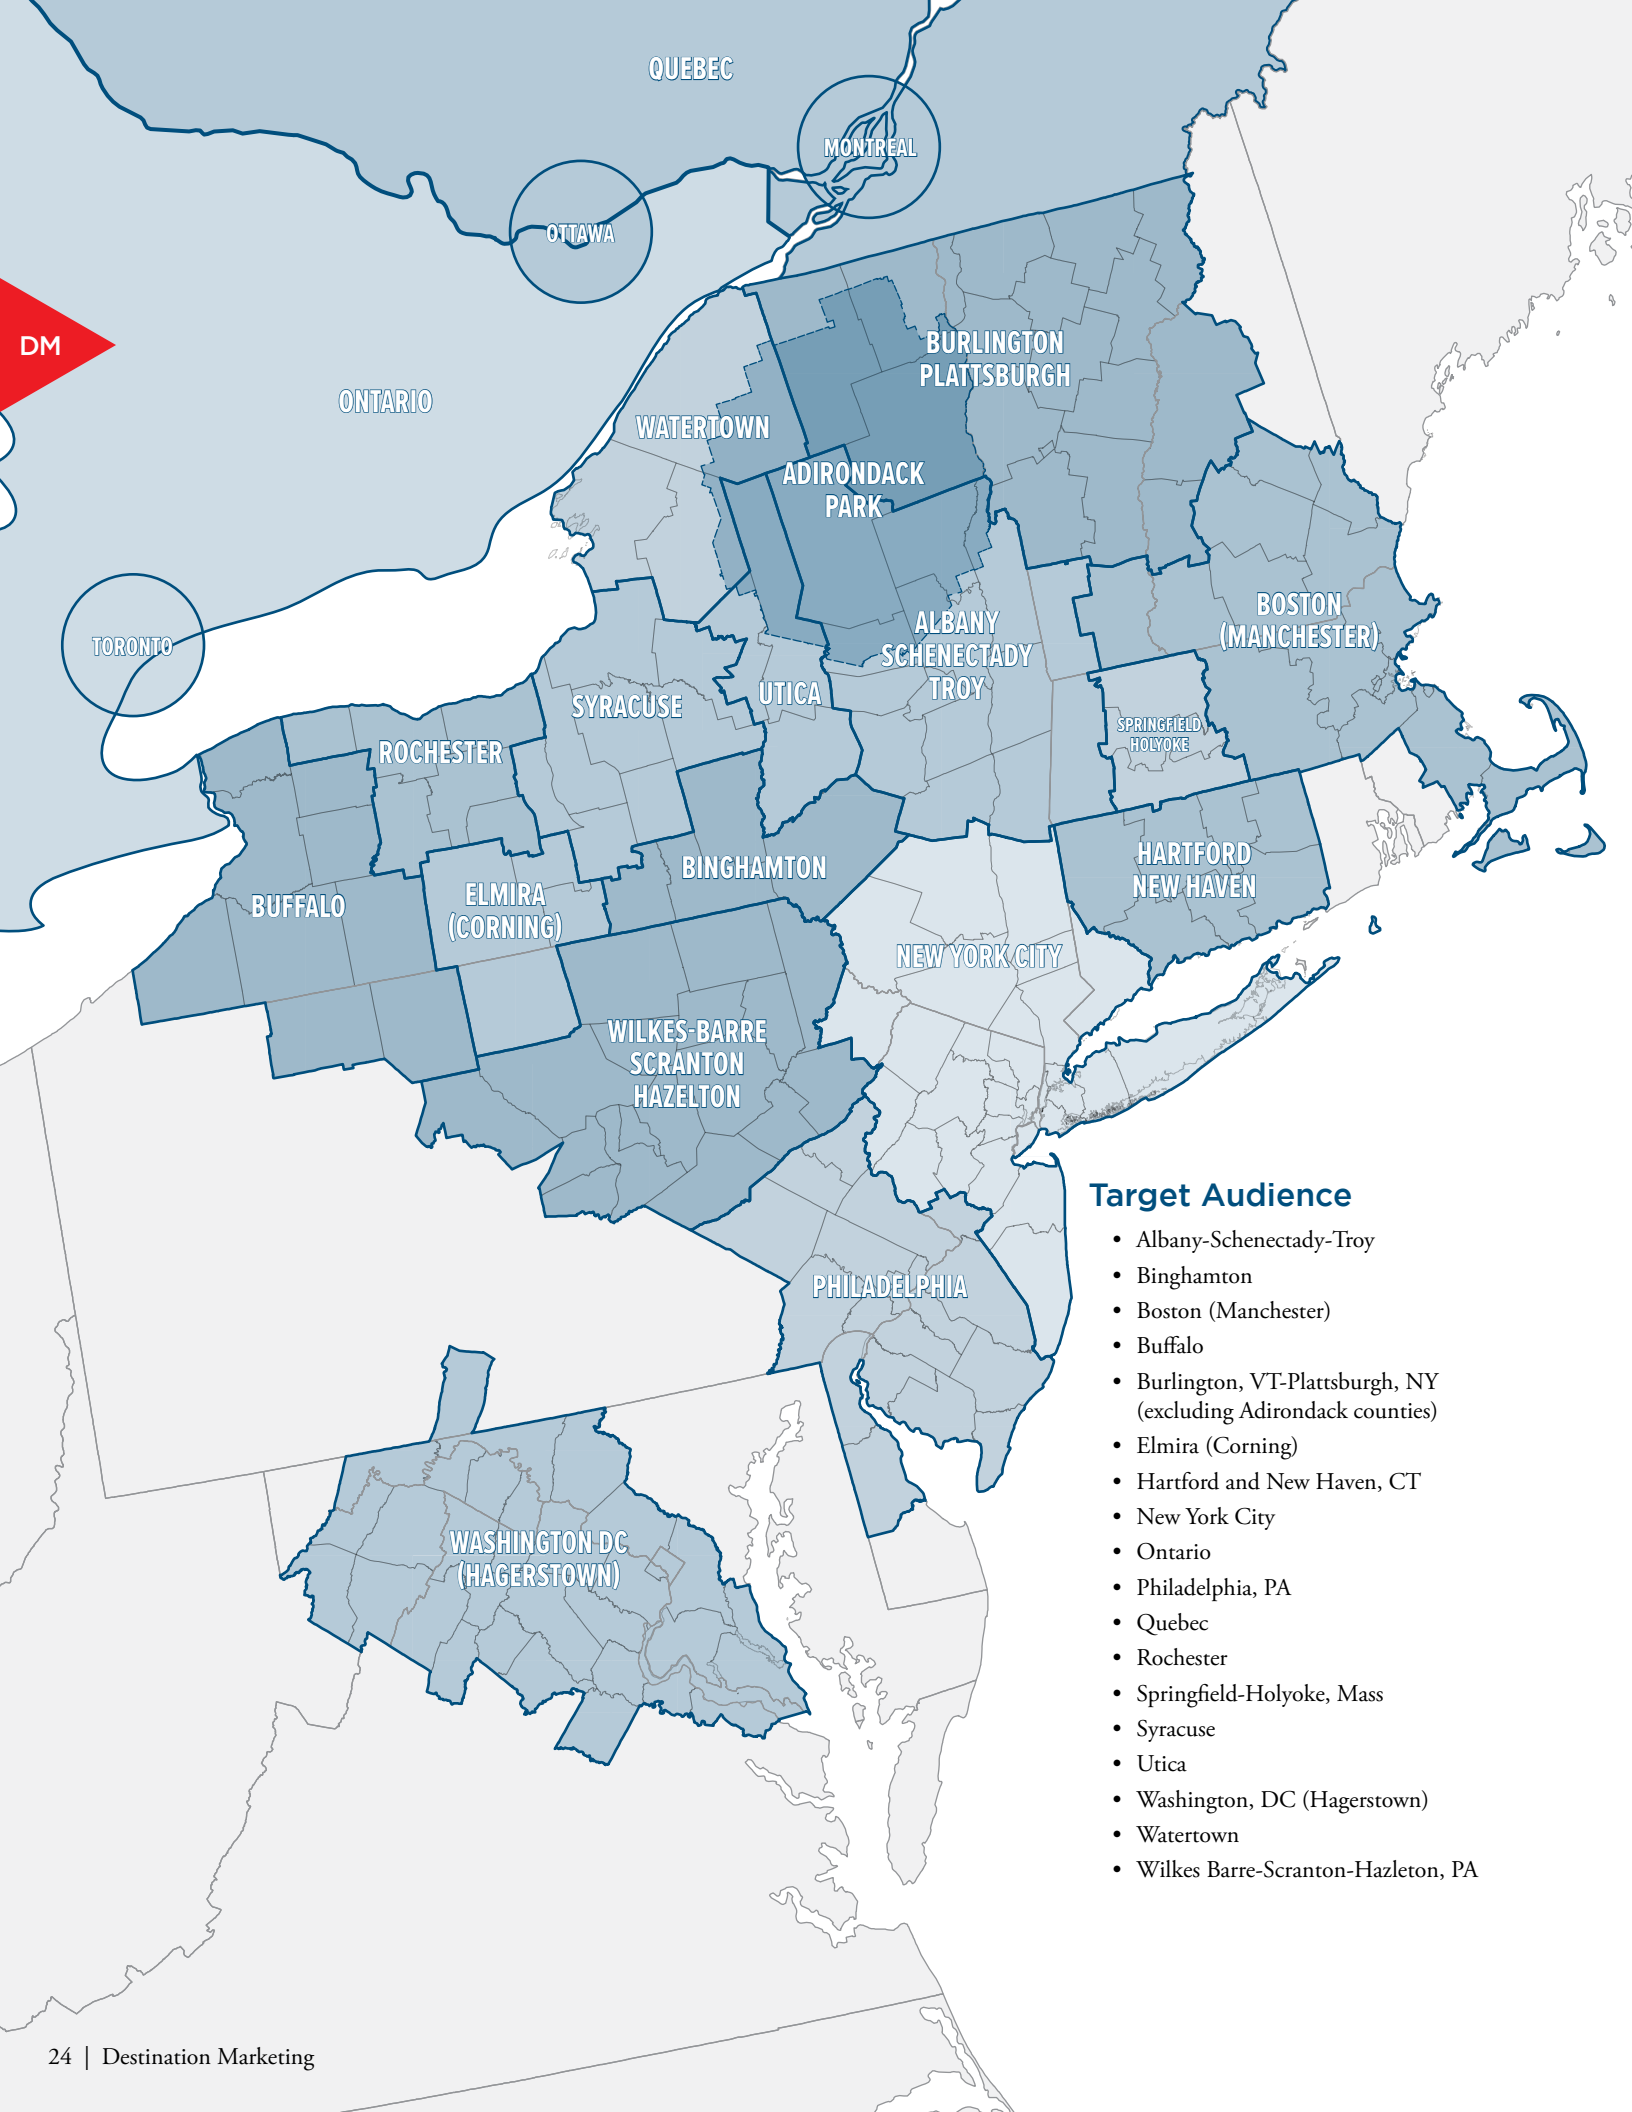 QUEBEC
MONTREAL
OTTAWA
DM
BURLINGTON
PLATTSBURGH
ONTARIO
WATERTOWN
ADIRONDACK
PARK
TORONTO
ALBANY
SCHENECTADY
TROY
BOSTON
(MANCHESTER)
SYRACUSE
UTICA
SPRINGFIELD
HOLYOKE
ROCHESTER
BINGHAMTON
HARTFORD
NEW HAVEN
BUFFALO
ELMIRA
(CORNING)
NEW YORK CITY
WILKES-BARRE
SCRANTON
HAZELTON
PHILADELPHIA
WASHINGTON DC
(HAGERSTOWN)
Target Audience
• Albany-Schenectady-Troy
• Binghamton
• Boston (Manchester)
• Buffalo
• Burlington, VT-Plattsburgh, NY
(excluding Adirondack counties)
• Elmira (Corning)
• Hartford and New Haven, CT
• New York City
• Ontario
• Philadelphia, PA
• Quebec
• Rochester
• Springfield-Holyoke, Mass
• Syracuse
• Utica
• Washington, DC (Hagerstown)
• Watertown
• Wilkes Barre-Scranton-Hazleton, PA
24 | Destination Marketing